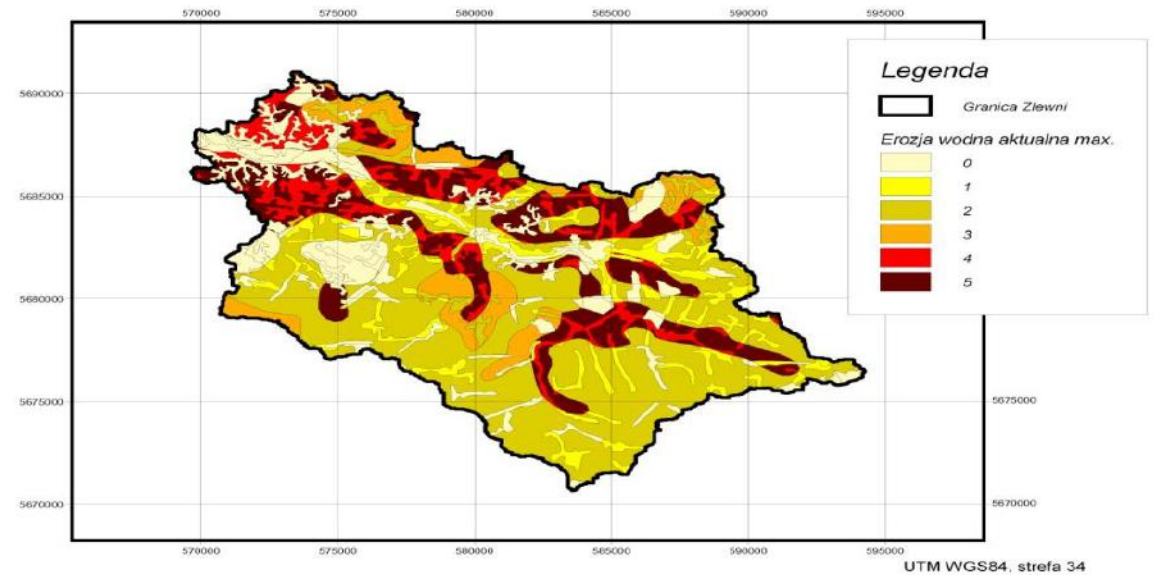 570000 575000 580000 585000 590000 595000
Legenda
Granica Zlewni
Erozja wodna aktualna max.
0
1
2
3
4
5
5690000
5685000
5680000
5675000 5675000
5670000 5670000
570000 575000 580000 585000 590000 595000
UTM WGS84, strefa 34